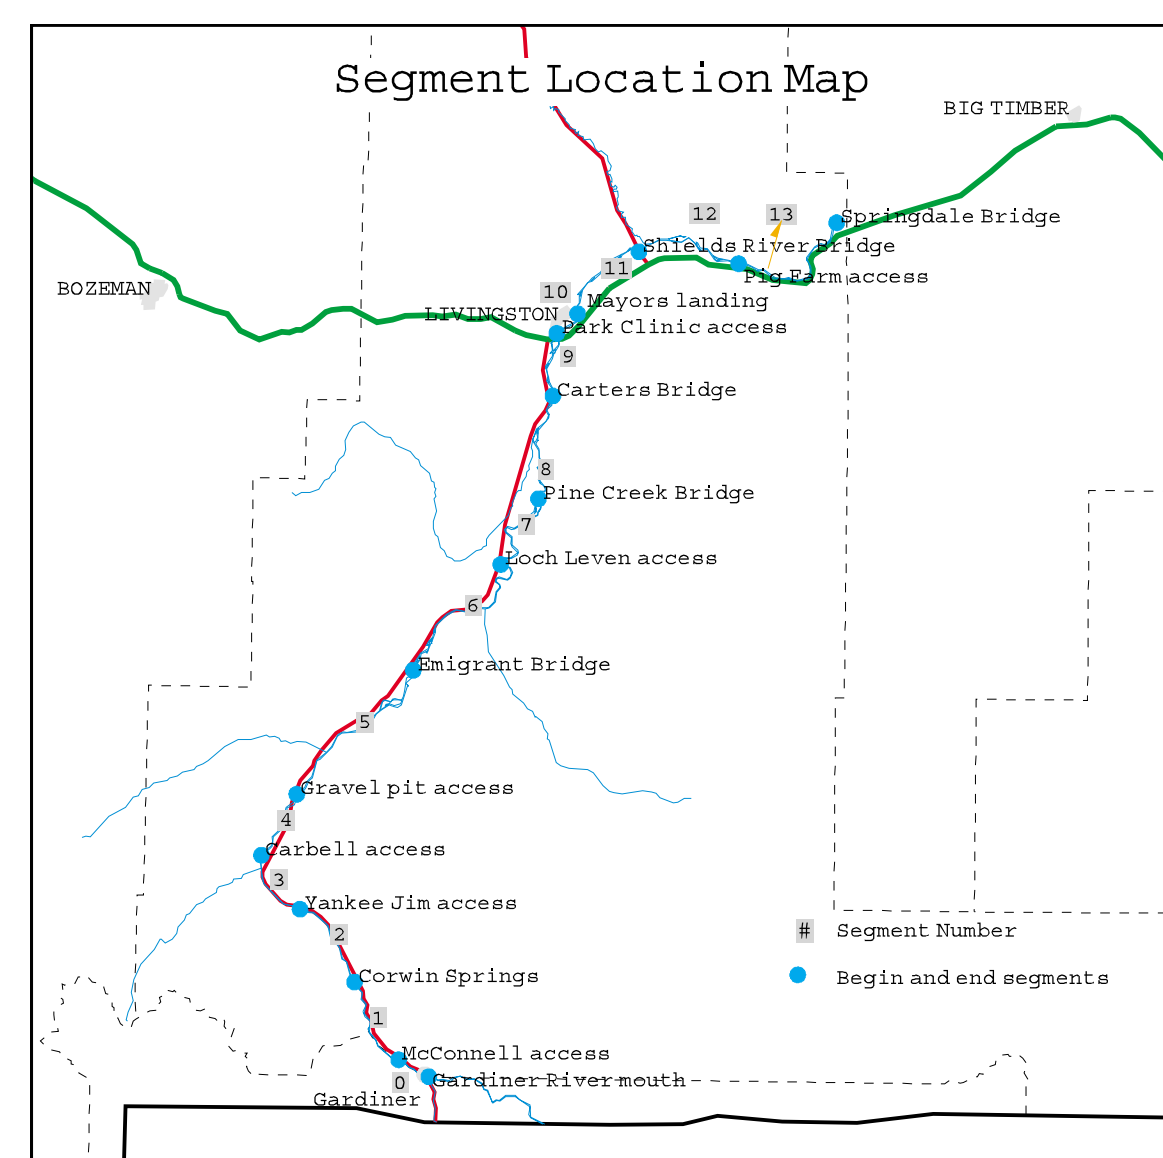 Segment Location Map
BIG TIMBER
12
13
Springdale Bridge
Shields River Bridge
11
Pig Farm access
BOZEMAN
10
Mayors landing
LIVINGSTON
Park Clinic access
9
Carters Bridge
8
Pine Creek Bridge
7
Loch Leven access
6
Emigrant Bridge
5
Gravel pit access
4
Carbell access
3
Yankee Jim access
2
# Segment Number
Corwin Springs
Begin and end segments
1
McConnell access
0
Gardiner River mouth
Gardiner